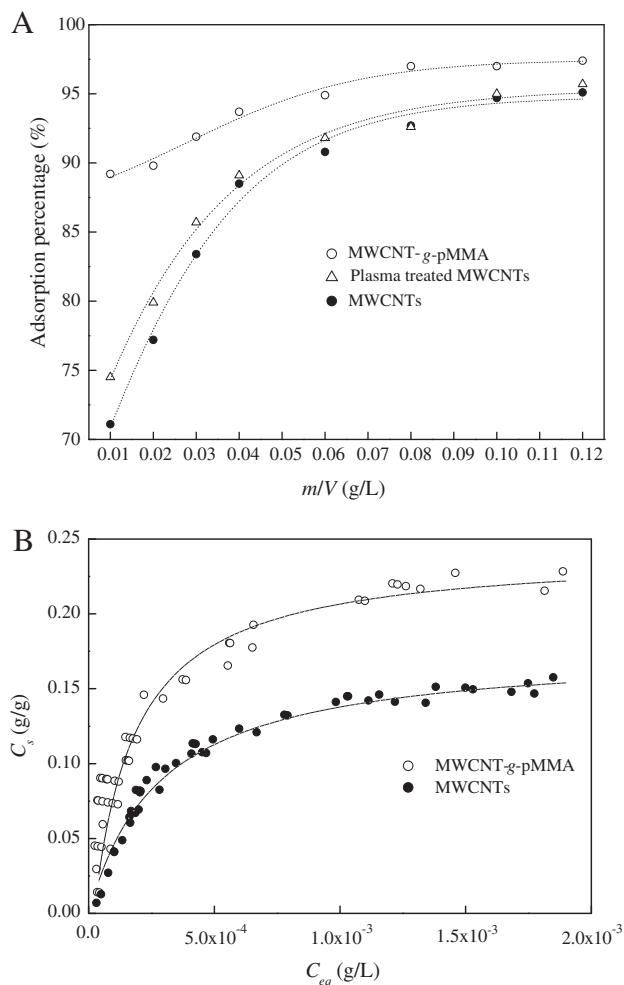 A
100
95
90
85
80
75
70
Adsorption percentage (%)
MWCNT-g-pMMA
Plasma treated MWCNTs
MWCNTs
0.01 0.02 0.03 0.04 0.05 0.06 0.07 0.08 0.09 0.10 0.11 0.12
m/V (g/L)
B
0.25
0.20
0.15
0.10
0.05
0.00
Cₛ (g/g)
MWCNT-g-pMMA
MWCNTs
0.0 5.0x10⁻⁴ 1.0x10⁻³ 1.5x10⁻³ 2.0x10⁻³
C_eq (g/L)